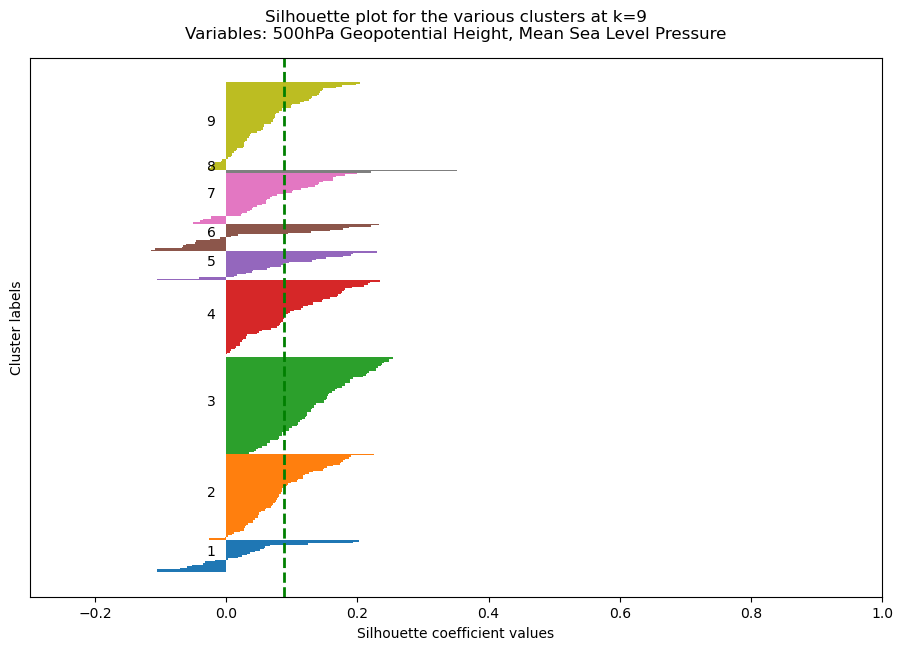 Silhouette plot for the various clusters at k=9
Variables: 500hPa Geopotential Height, Mean Sea Level Pressure
9
8
7
6
5
4
3
2
1
Cluster labels
−0.2 0.0 0.2 0.4 0.6 0.8 1.0
Silhouette coefficient values